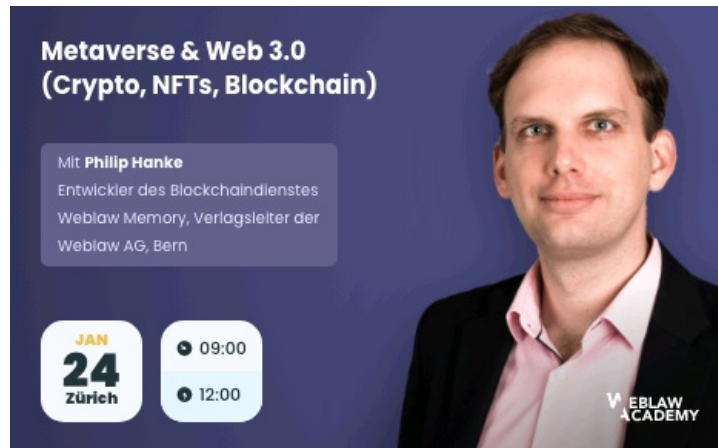 Metaverse & Web 3.0
(Crypto, NFTs, Blockchain)
Mit Philip Hanke
Entwickler des Blockchaindienstes
Weblaw Memory, Verlagsleiter der
Weblaw AG, Bern
JAN
24
Zürich
09:00
12:00
WEBLAW
ACADEMY